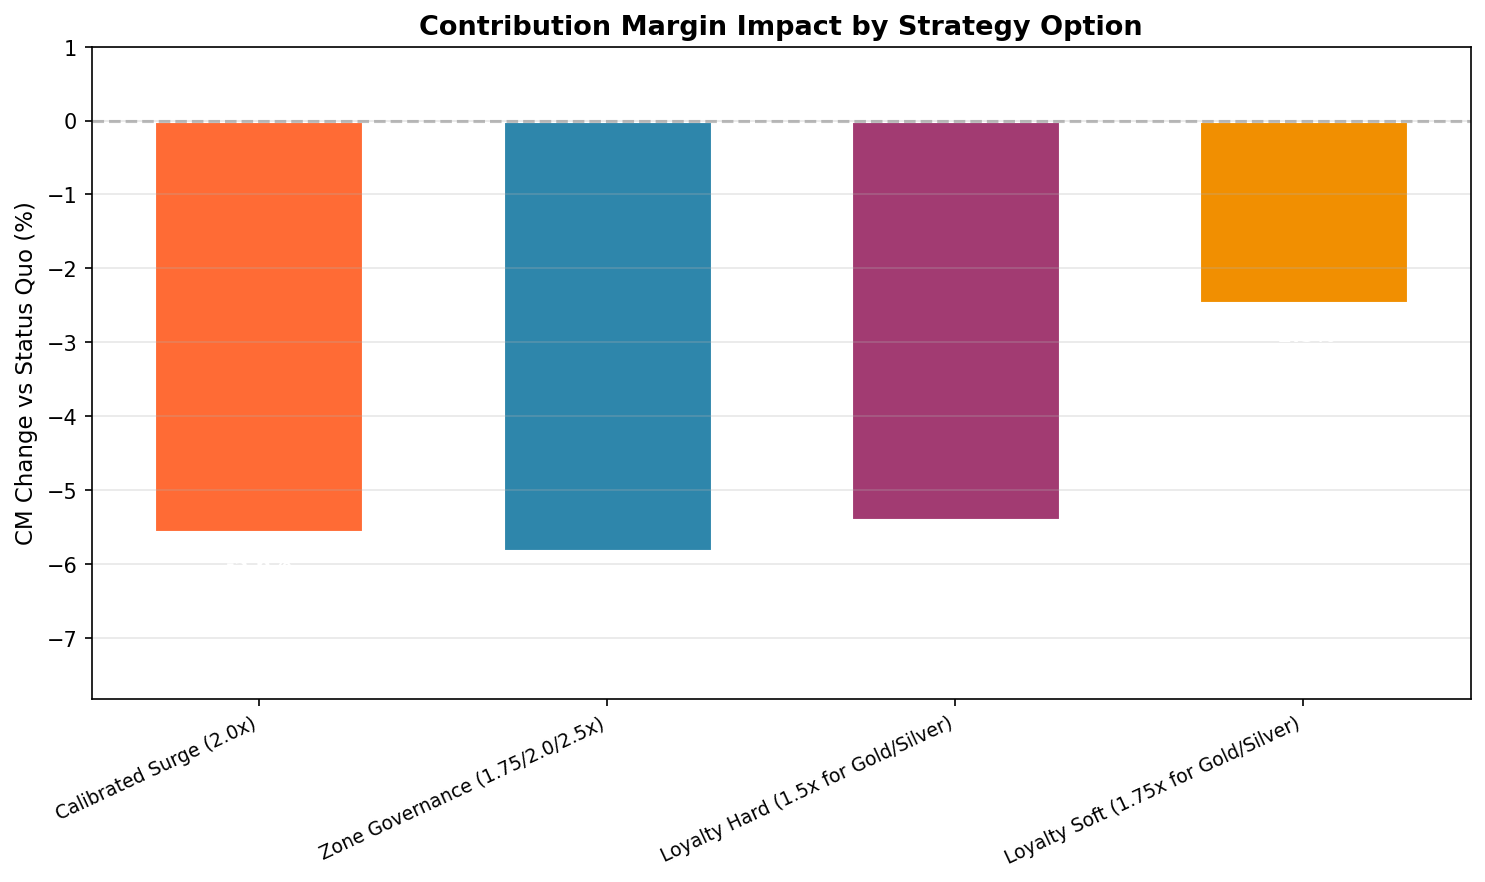 Contribution Margin Impact by Strategy Option
CM Change vs Status Quo (%)
1
0
−1
−2
−3
−4
−5
−6
−7
Calibrated Surge (2.0x)
Zone Governance (1.75/2.0/2.5x)
Loyalty Hard (1.5x for Gold/Silver)
Loyalty Soft (1.75x for Gold/Silver)